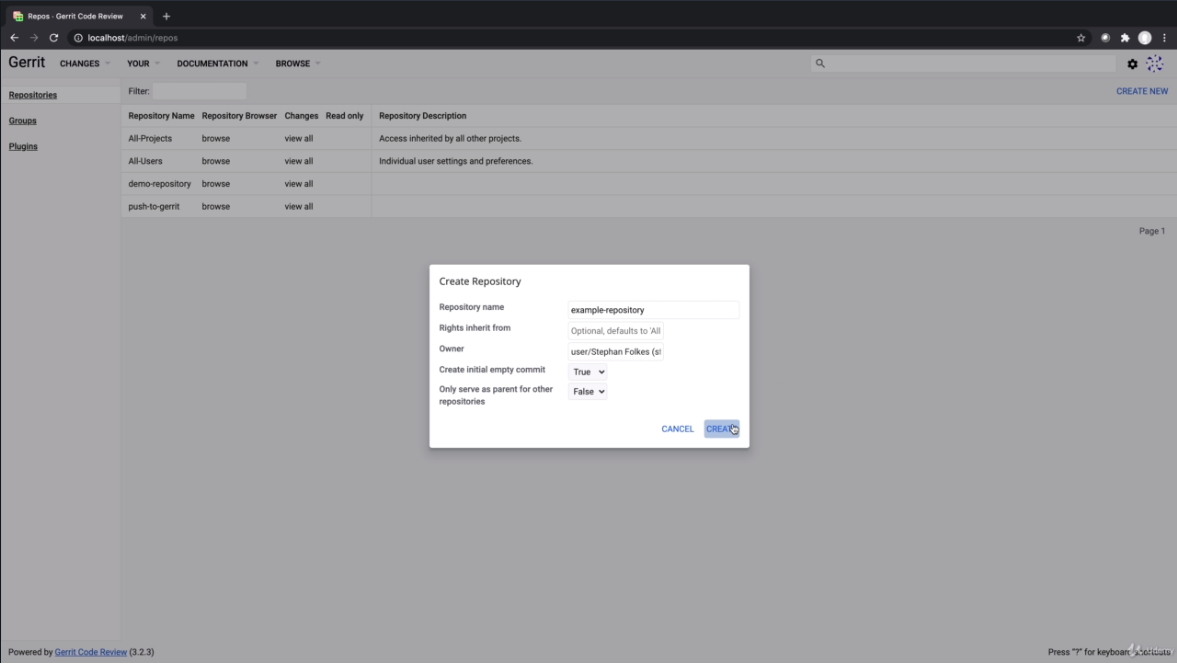 Repos · Gerrit Code Review
localhost/admin/repos
Gerrit CHANGES YOUR DOCUMENTATION BROWSE
Repositories
Groups
Plugins
Filter: CREATE NEW
Repository Name Repository Browser Changes Read only Repository Description
All-Projects browse view all Access inherited by all other projects.
All-Users browse view all Individual user settings and preferences.
demo-repository browse view all
push-to-gerrit browse view all
Page 1
Create Repository
Repository name example-repository
Rights inherit from Optional, defaults to 'All
Owner user/Stephan Folkes (st
Create initial empty commit True
Only serve as parent for other
repositories False
CANCEL CREATE
Powered by Gerrit Code Review (3.2.3)
Press "?" for keyboard shortcuts